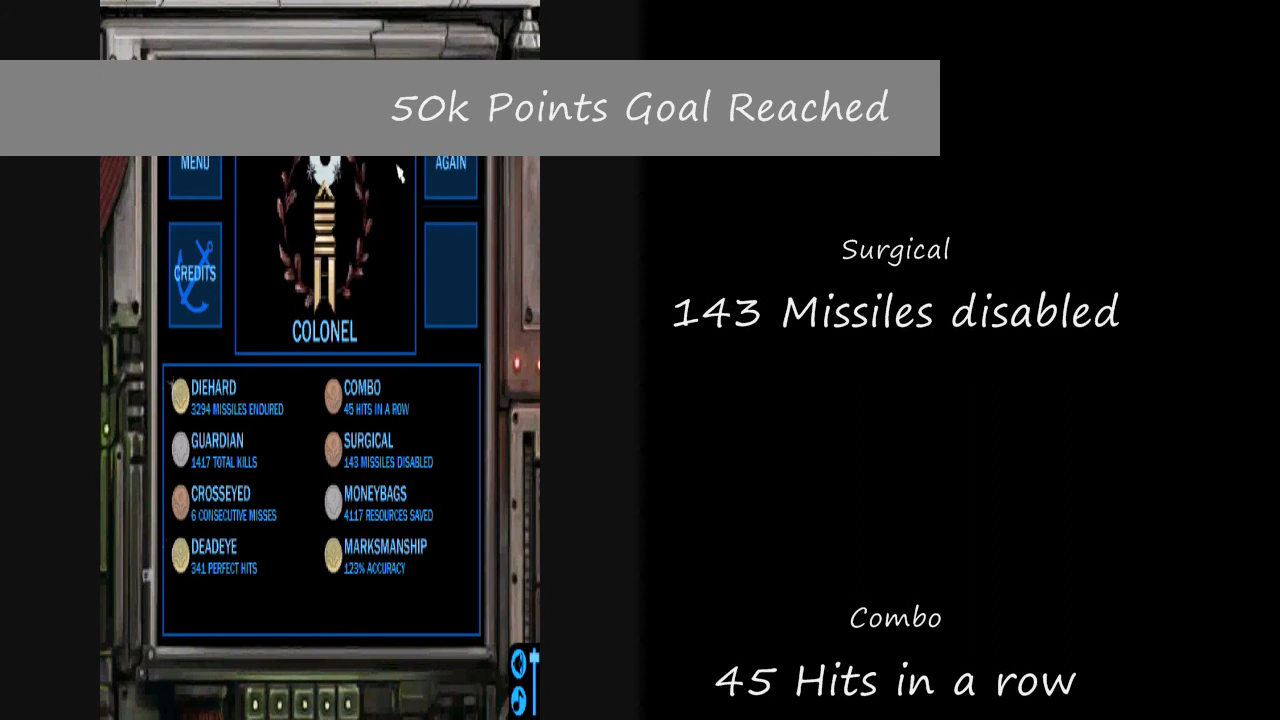 50k Points Goal Reached
MENU
AGAIN
CREDITS
COLONEL
DIEHARD
3294 MISSILES ENDURED
COMBO
45 HITS IN A ROW
GUARDIAN
1417 TOTAL KILLS
SURGICAL
143 MISSILES DISABLED
CROSSEYED
6 CONSECUTIVE MISSES
MONEYBAGS
4117 RESOURCES SAVED
DEADEYE
341 PERFECT HITS
MARKSMANSHIP
123% ACCURACY
Surgical
143 Missiles disabled
Combo
45 Hits in a row